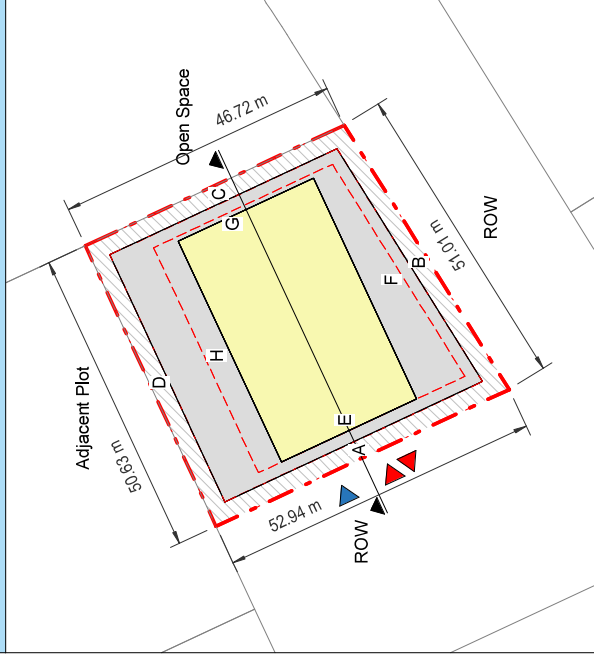 Open Space
46.72 m
C
G
ROW
51.01 m
B
F
D
H
Adjacent Plot
50.63 m
E
A
52.94 m
ROW